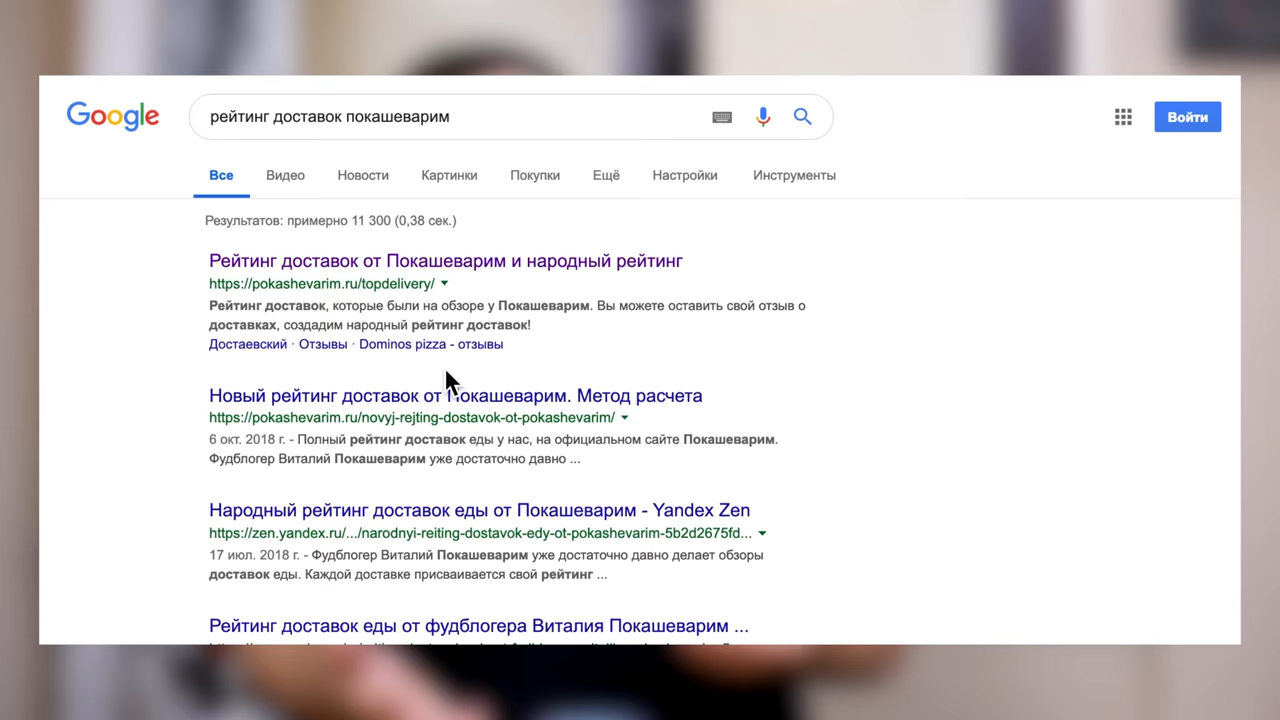 Google
рейтинг доставок покашеварим
Войти
Все Видео Новости Картинки Покупки Ещё Настройки Инструменты
Результатов: примерно 11 300 (0,38 сек.)
Рейтинг доставок от Покашеварим и народный рейтинг
https://pokashevarim.ru/topdelivery/
Рейтинг доставок, которые были на обзоре у Покашеварим. Вы можете оставить свой отзыв о
доставках, создадим народный рейтинг доставок!
Достаевский · Отзывы · Dominos pizza - отзывы
Новый рейтинг доставок от Покашеварим. Метод расчета
https://pokashevarim.ru/novyj-rejting-dostavok-ot-pokashevarim/
6 окт. 2018 г. - Полный рейтинг доставок еды у нас, на официальном сайте Покашеварим.
Фудблогер Виталий Покашеварим уже достаточно давно ...
Народный рейтинг доставок еды от Покашеварим - Yandex Zen
https://zen.yandex.ru/.../narodnyi-reiting-dostavok-edy-ot-pokashevarim-5b2d2675fd...
17 июл. 2018 г. - Фудблогер Виталий Покашеварим уже достаточно давно делает обзоры
доставок еды. Каждой доставке присваивается свой рейтинг ...
Рейтинг доставок еды от фудблогера Виталия Покашеварим ...